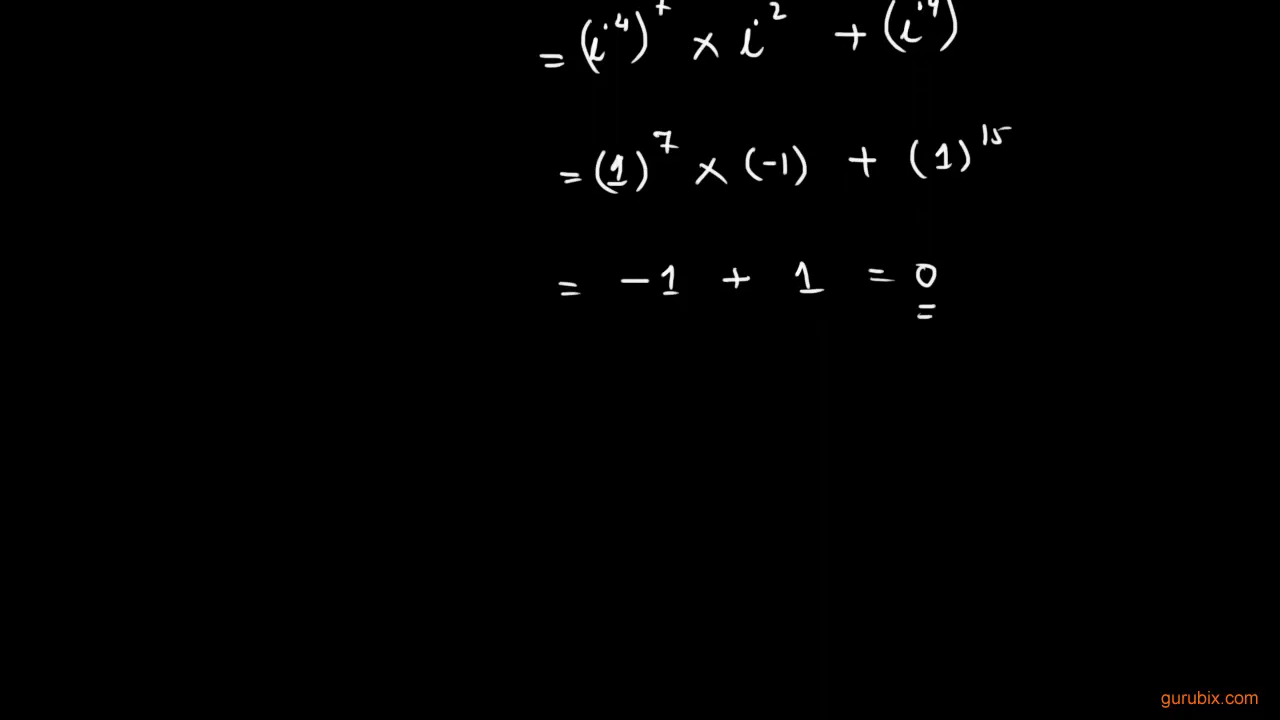 = (i⁴)⁷ × i² + (i⁴)
= (1)⁷ × (-1) + (1)¹⁵
= -1 + 1 = 0
gurubix.com